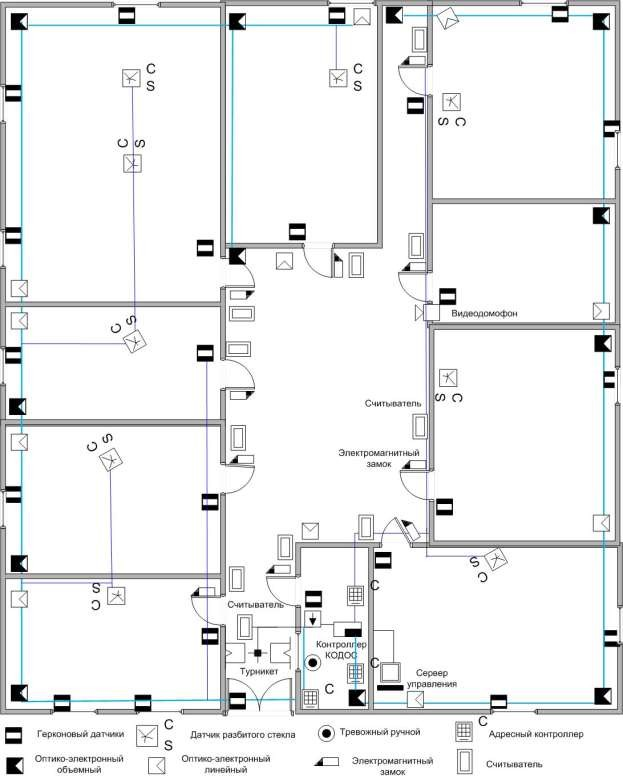 С
S
С
S
С
S
С
S
Видеодомофон
S
С
С
S
Считыватель
Электромагнитный
замок
S
С
S
С
С
S
Считыватель
С
Контроллер
КОДОС
Турникет
С
Сервер
управления
С
С
Герконовый датчики
С
S
Датчик разбитого стекла
Тревожный ручной
Адресный контроллер
Оптико-электронный
объемный
Оптико-электронный
линейный
Электромагнитный
замок
Считыватель